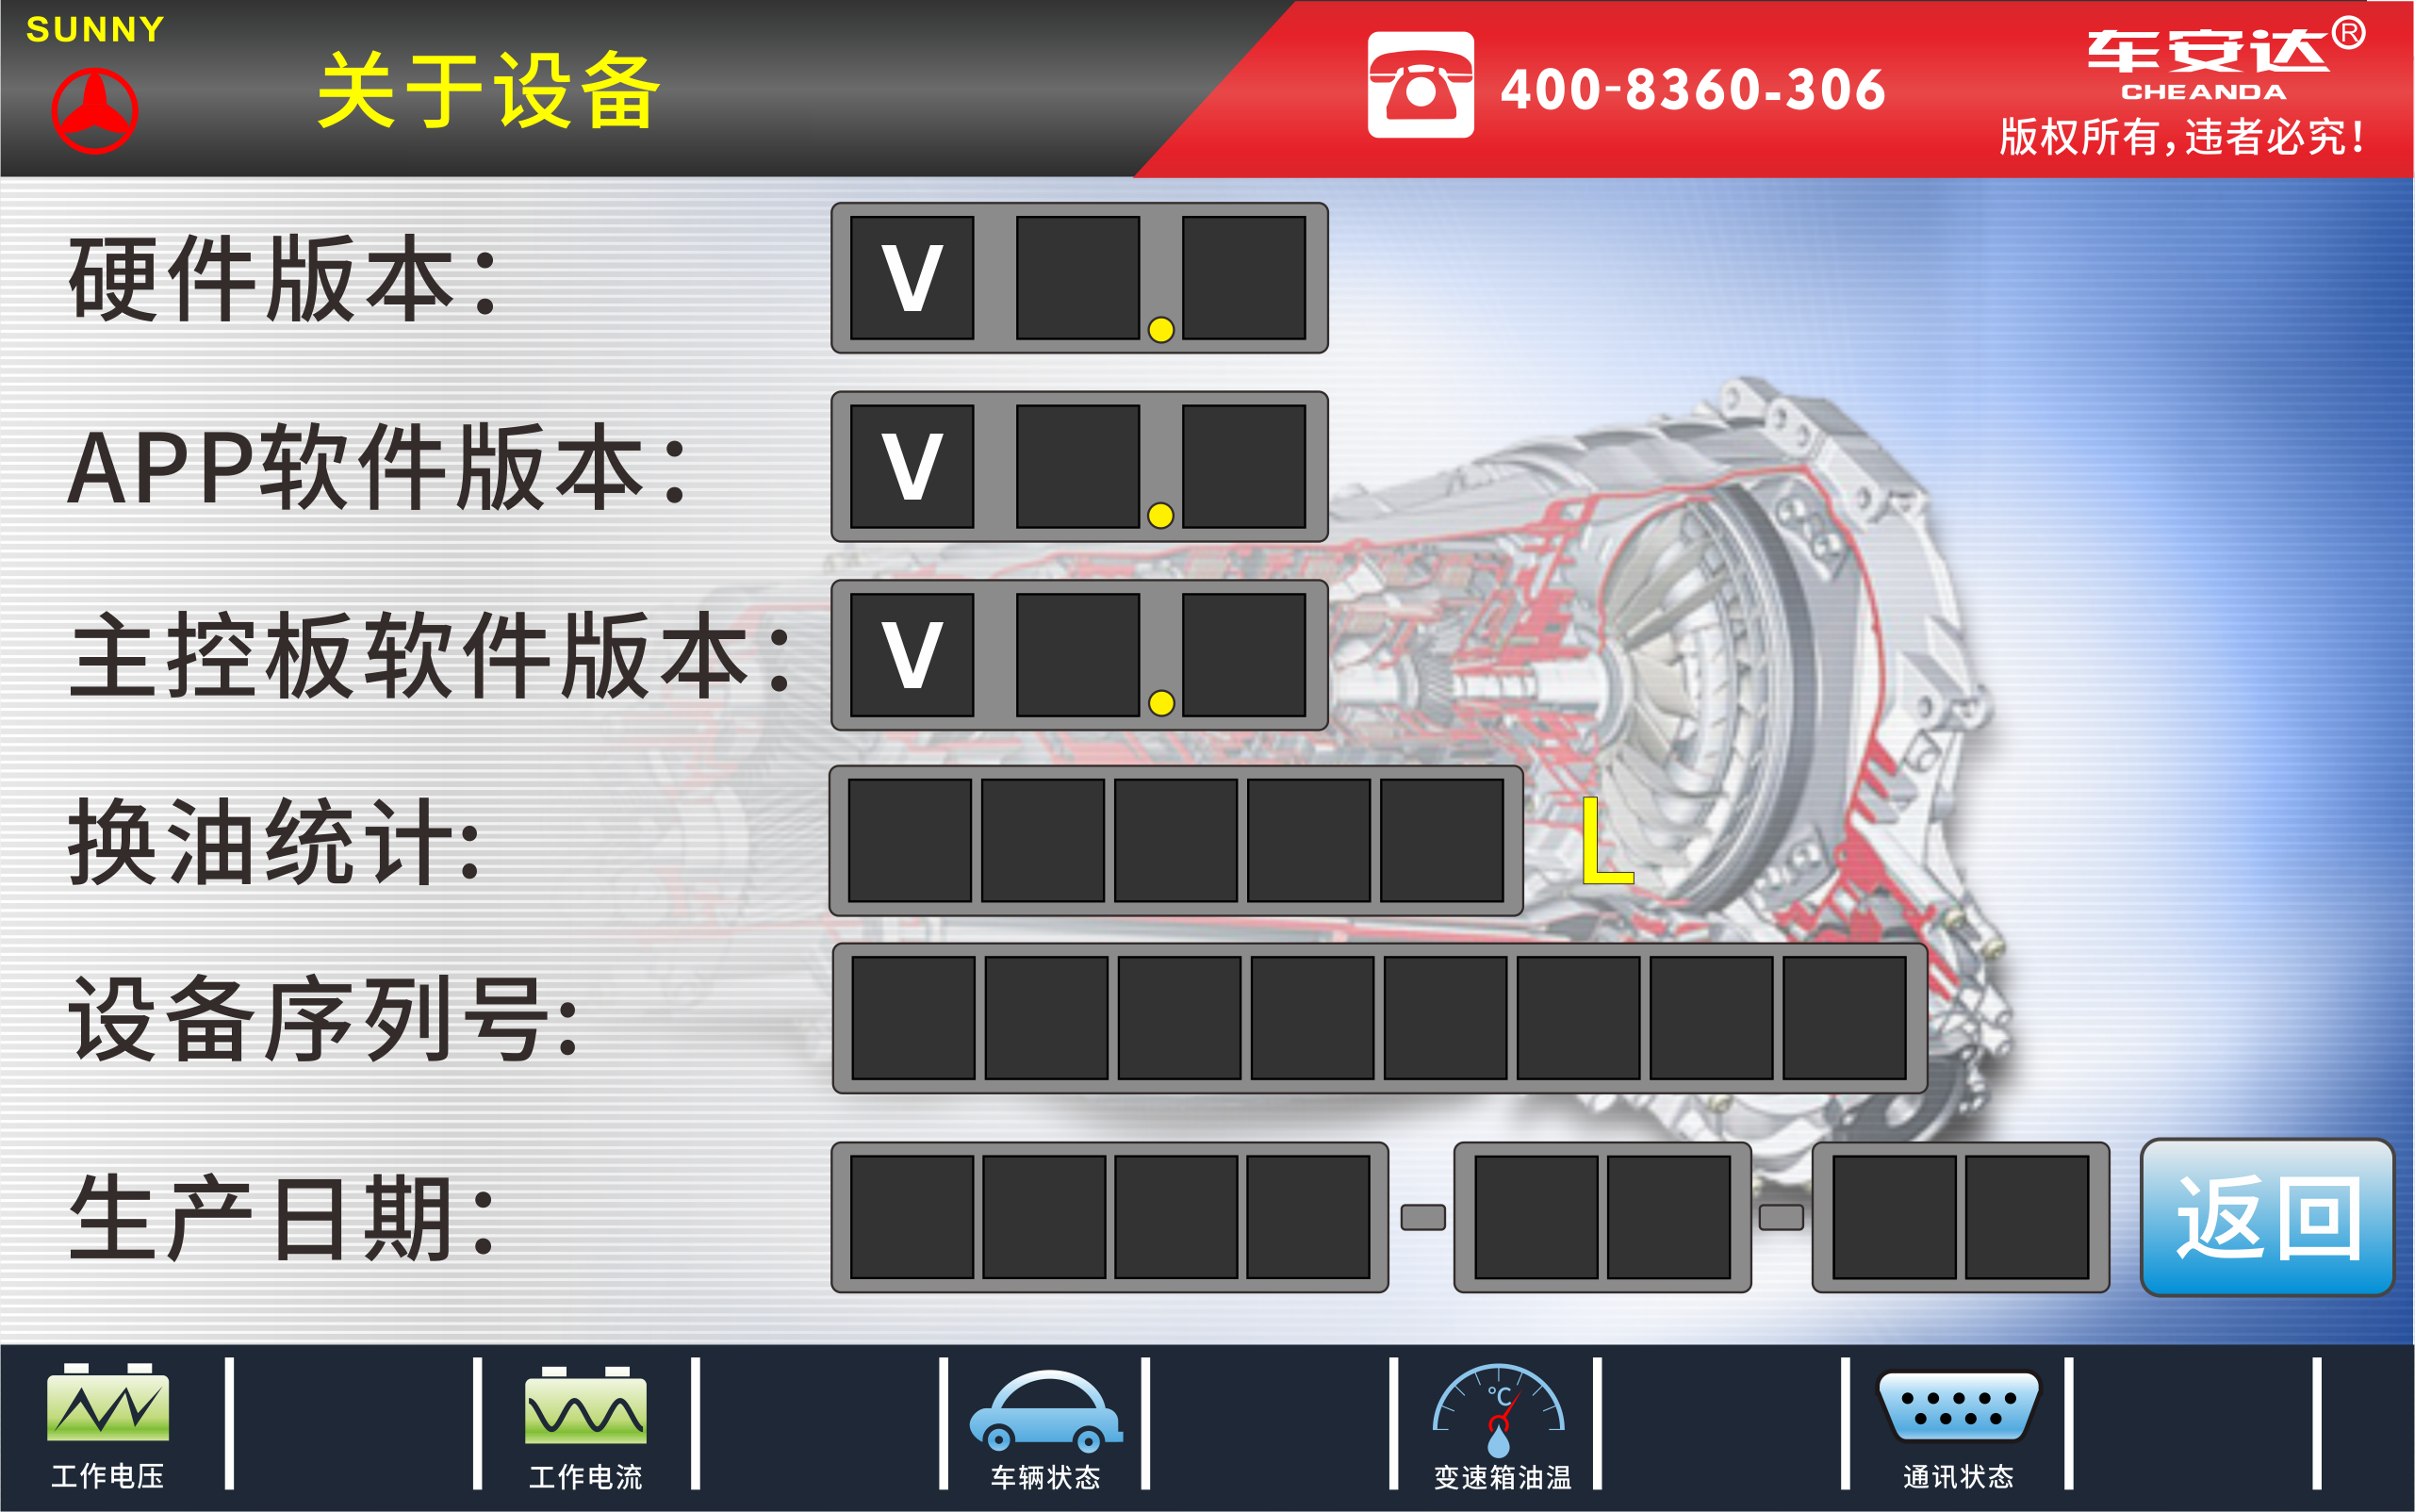 SUNNY
关于设备
400-8360-306
车安达®
CHEANDA
版权所有,违者必究!
硬件版本:
V .
APP软件版本:
V .
主控板软件版本:
V .
换油统计:
L
设备序列号:
生产日期:
- -
返回
℃
工作电压
工作电流
车辆状态
变速箱油温
通讯状态